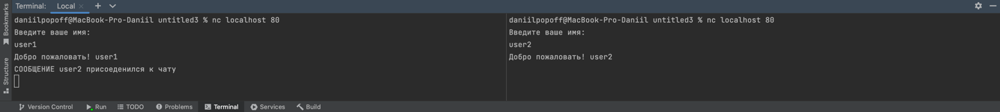 Terminal: Local
Bookmarks
Structure
daniilpopoff@MacBook-Pro-Daniil untitled3 % nc localhost 80
Введите ваше имя:
user1
Добро пожаловать! user1
СООБЩЕНИЕ user2 присоеденился к чату
daniilpopoff@MacBook-Pro-Daniil untitled3 % nc localhost 80
Введите ваше имя:
user2
Добро пожаловать! user2
Version Control Run TODO Problems Terminal Services Build